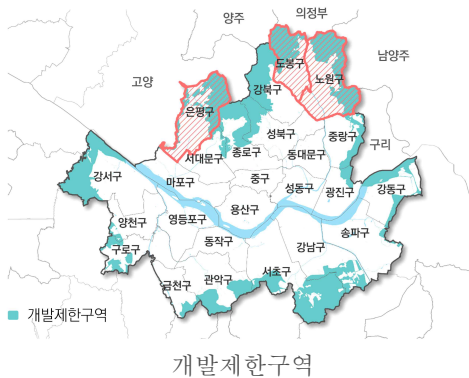 의정부
양주
남양주
도봉구
노원구
고양
강북구
은평구
성북구
중랑구
구리
서대문구
종로구
동대문구
강서구
마포구
중구
성동구
광진구
강동구
양천구
영등포구
용산구
송파구
구로구
동작구
강남구
금천구
관악구
서초구
개발제한구역
개발제한구역